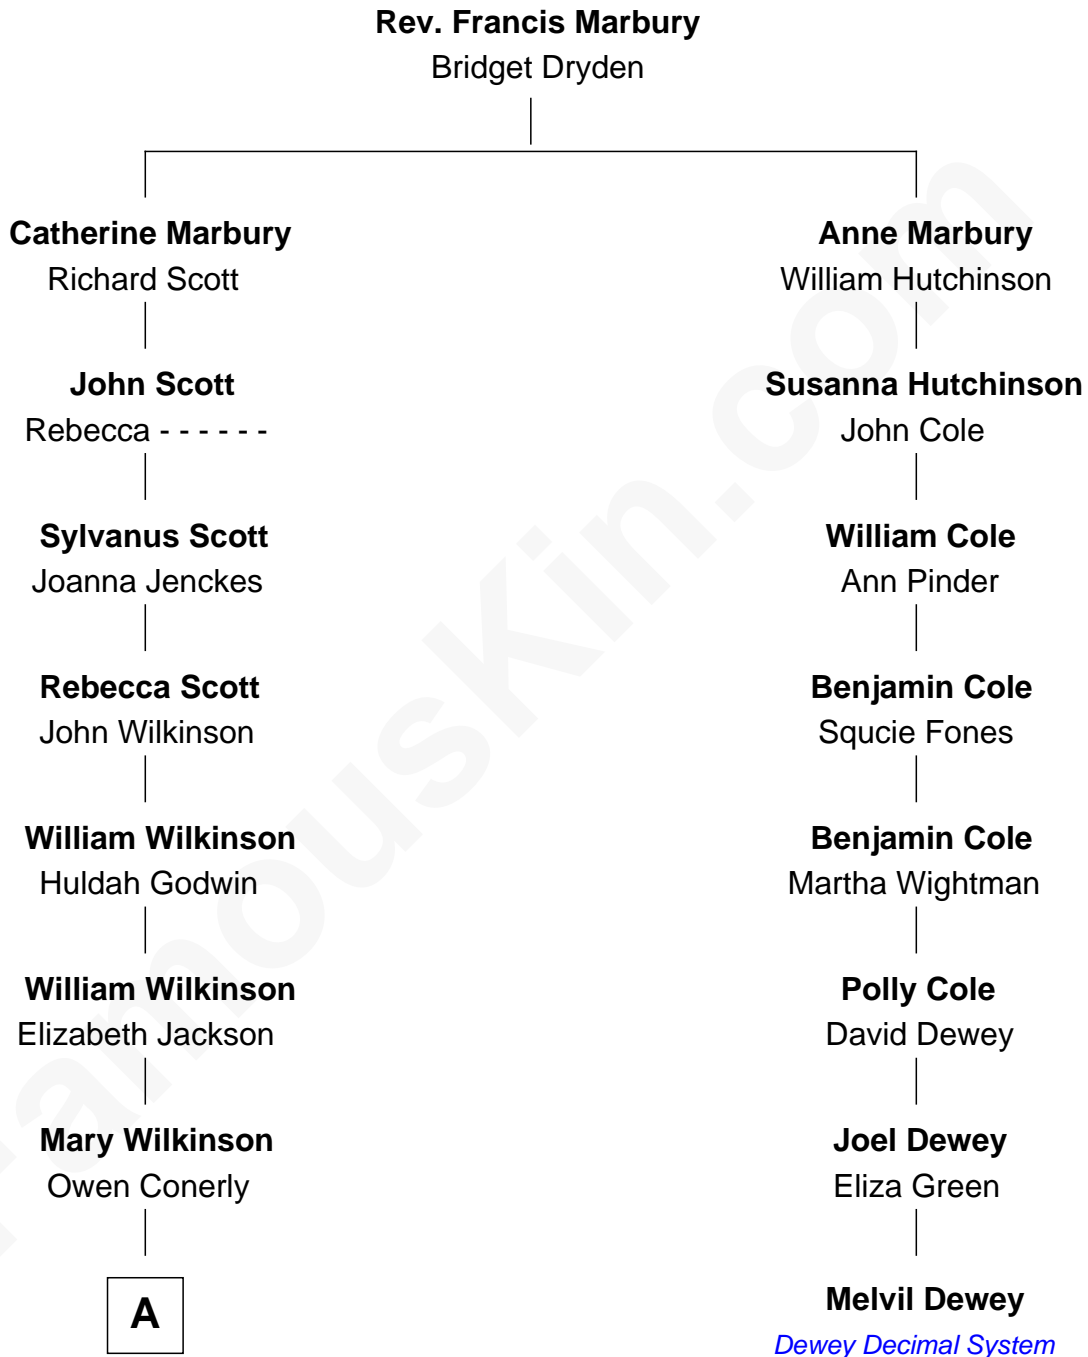 Rev. Francis Marbury
Bridget Dryden
Catherine Marbury
Richard Scott
Anne Marbury
William Hutchinson
John Scott
Rebecca - - - - - -
Susanna Hutchinson
John Cole
Sylvanus Scott
Joanna Jenckes
William Cole
Ann Pinder
Rebecca Scott
John Wilkinson
Benjamin Cole
Squcie Fones
William Wilkinson
Huldah Godwin
Benjamin Cole
Martha Wightman
William Wilkinson
Elizabeth Jackson
Polly Cole
David Dewey
Mary Wilkinson
Owen Conerly
Joel Dewey
Eliza Green
A
Melvil Dewey
Dewey Decimal System
FamousKin.com